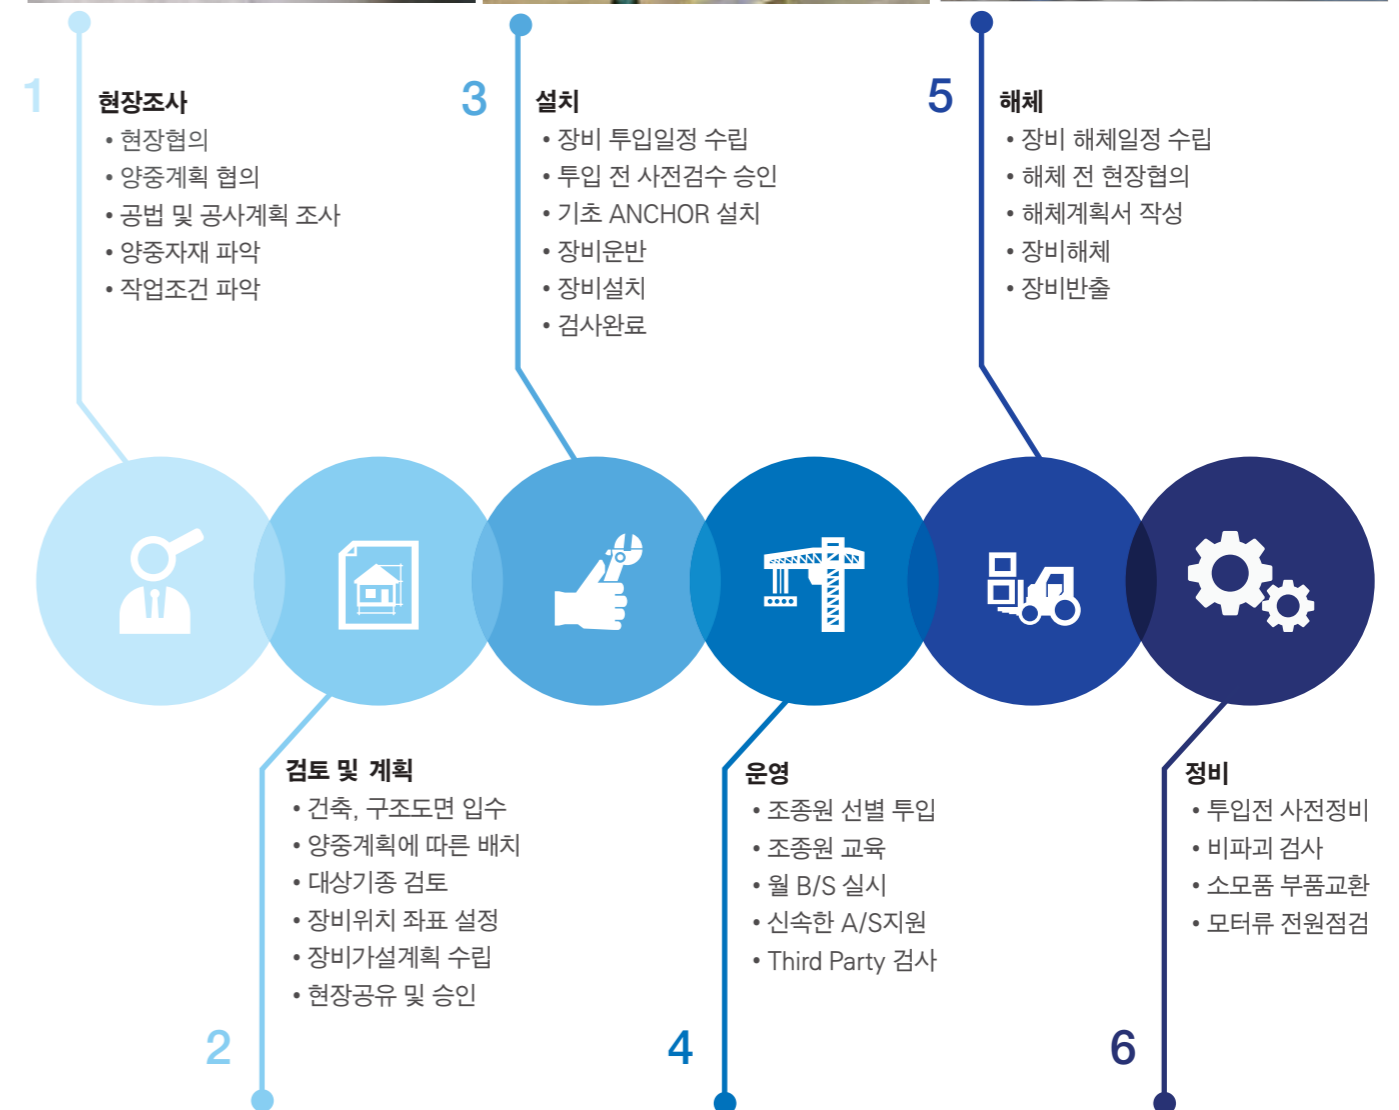 1
현장조사
• 현장협의
• 양중계획 협의
• 공법 및 공사계획 조사
• 양중자재 파악
• 작업조건 파악
3
설치
• 장비 투입일정 수립
• 투입 전 사전검수 승인
• 기초 ANCHOR 설치
• 장비운반
• 장비설치
• 검사완료
5
해체
• 장비 해체일정 수립
• 해체 전 현장협의
• 해체계획서 작성
• 장비해체
• 장비반출
검토 및 계획
• 건축, 구조도면 입수
• 양중계획에 따른 배치
• 대상기종 검토
• 장비위치 좌표 설정
• 장비가설계획 수립
• 현장공유 및 승인
2
운영
• 조종원 선별 투입
• 조종원 교육
• 월 B/S 실시
• 신속한 A/S지원
• Third Party 검사
4
정비
• 투입전 사전정비
• 비파괴 검사
• 소모품 부품교환
• 모터류 전원점검
6